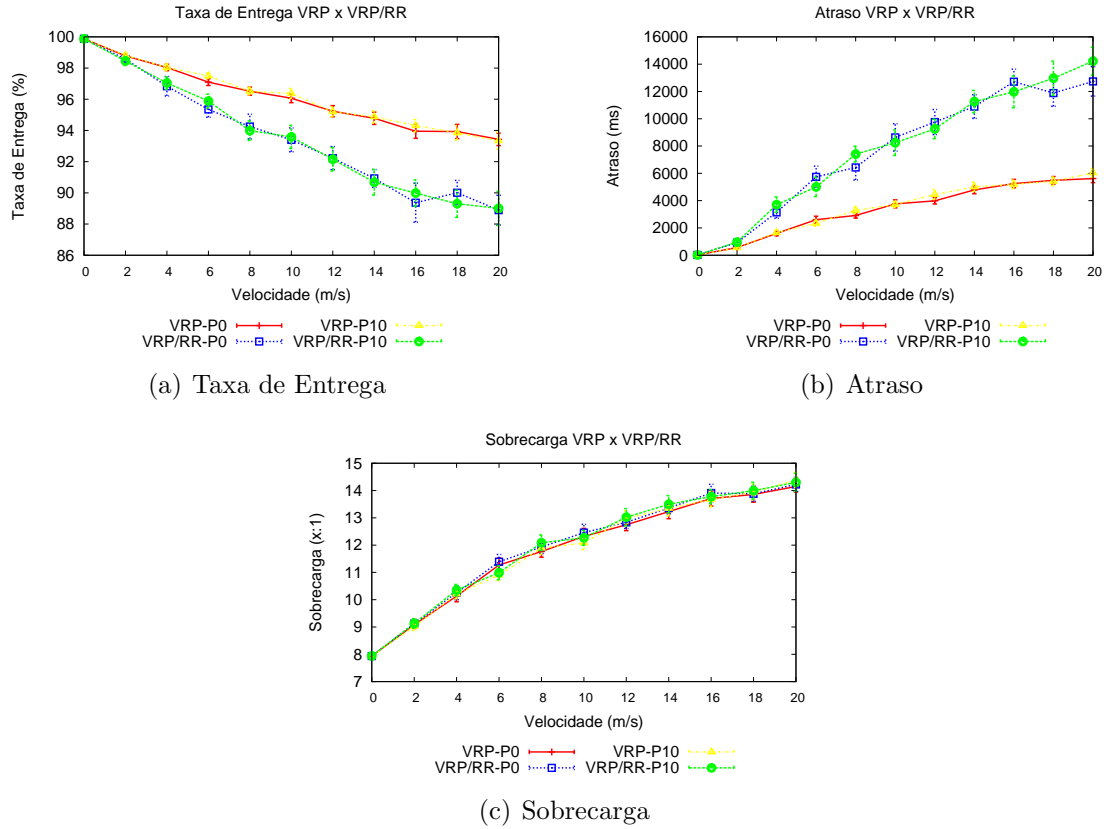 Taxa de Entrega VRP x VRP/RR
Taxa de Entrega (%)
100
98
96
94
92
90
88
86
0 2 4 6 8 10 12 14 16 18 20
Velocidade (m/s)
VRP-P0 VRP-P10
VRP/RR-P0 VRP/RR-P10
(a) Taxa de Entrega
Atraso VRP x VRP/RR
Atraso (ms)
16000
14000
12000
10000
8000
6000
4000
2000
0
0 2 4 6 8 10 12 14 16 18 20
Velocidade (m/s)
VRP-P0 VRP-P10
VRP/RR-P0 VRP/RR-P10
(b) Atraso
Sobrecarga VRP x VRP/RR
Sobrecarga (x:1)
15
14
13
12
11
10
9
8
7
0 2 4 6 8 10 12 14 16 18 20
Velocidade (m/s)
VRP-P0 VRP-P10
VRP/RR-P0 VRP/RR-P10
(c) Sobrecarga